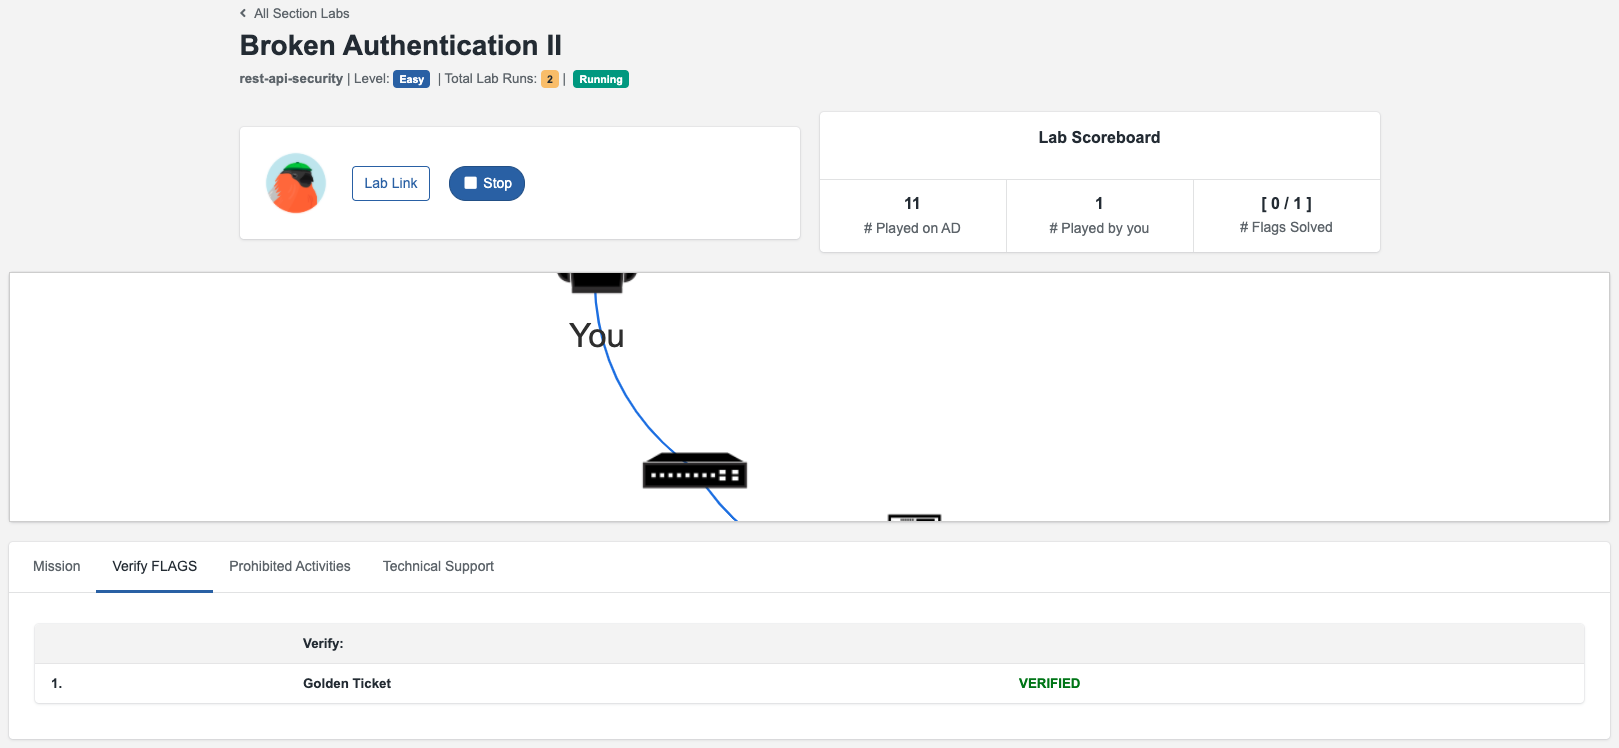 All Section Labs
Broken Authentication II
rest-api-security | Level: Easy | Total Lab Runs: 2 | Running
Lab Link
Stop
Lab Scoreboard
11
# Played on AD
1
# Played by you
[ 0 / 1 ]
# Flags Solved
You
Mission Verify FLAGS Prohibited Activities Technical Support
Verify:
1. Golden Ticket VERIFIED